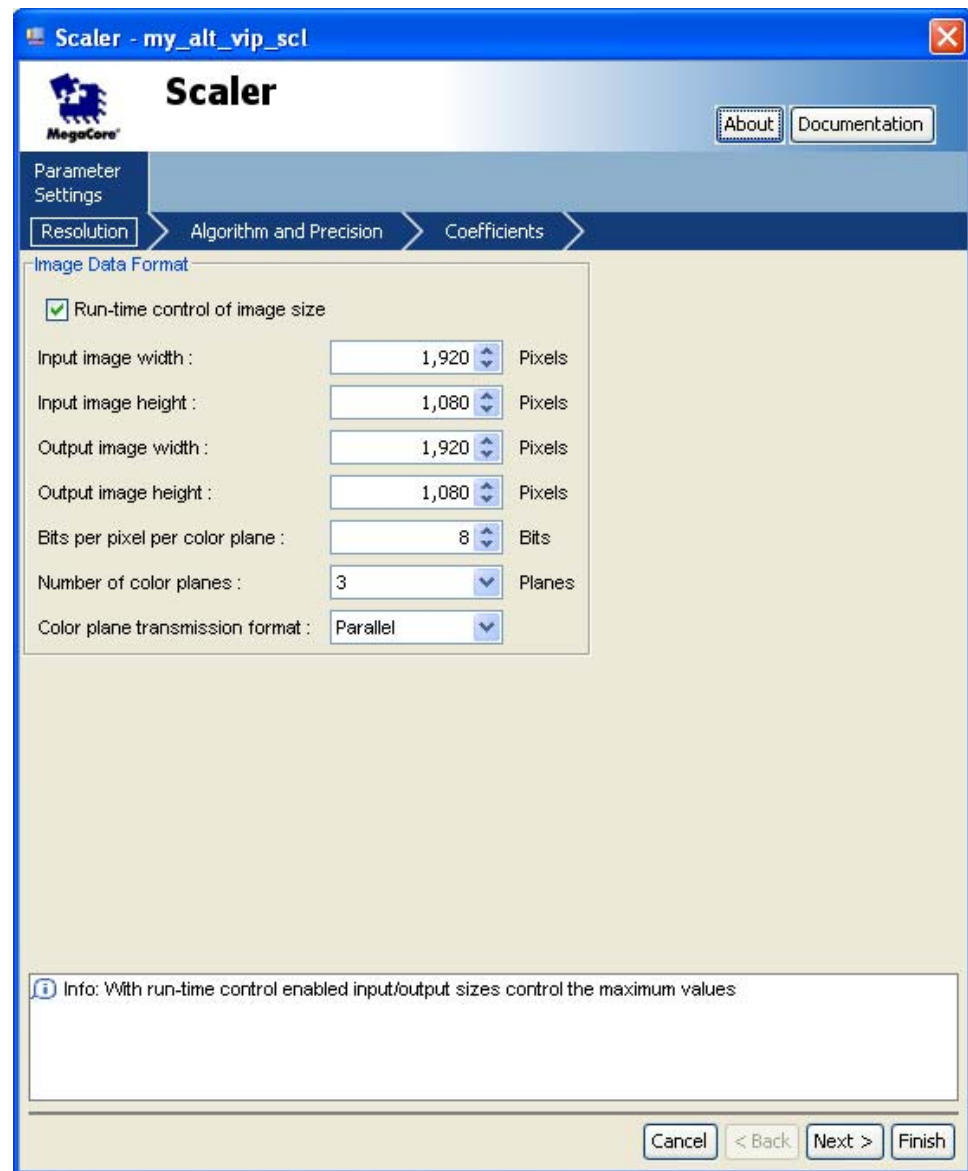 Scaler - my_alt_vip_scl
Scaler
MegaCore®
About
Documentation
Parameter
Settings
Resolution
Algorithm and Precision
Coefficients
Image Data Format
Run-time control of image size
Input image width : 1,920 Pixels
Input image height : 1,080 Pixels
Output image width : 1,920 Pixels
Output image height : 1,080 Pixels
Bits per pixel per color plane : 8 Bits
Number of color planes : 3 Planes
Color plane transmission format : Parallel
Info: With run-time control enabled input/output sizes control the maximum values
Cancel
< Back
Next >
Finish